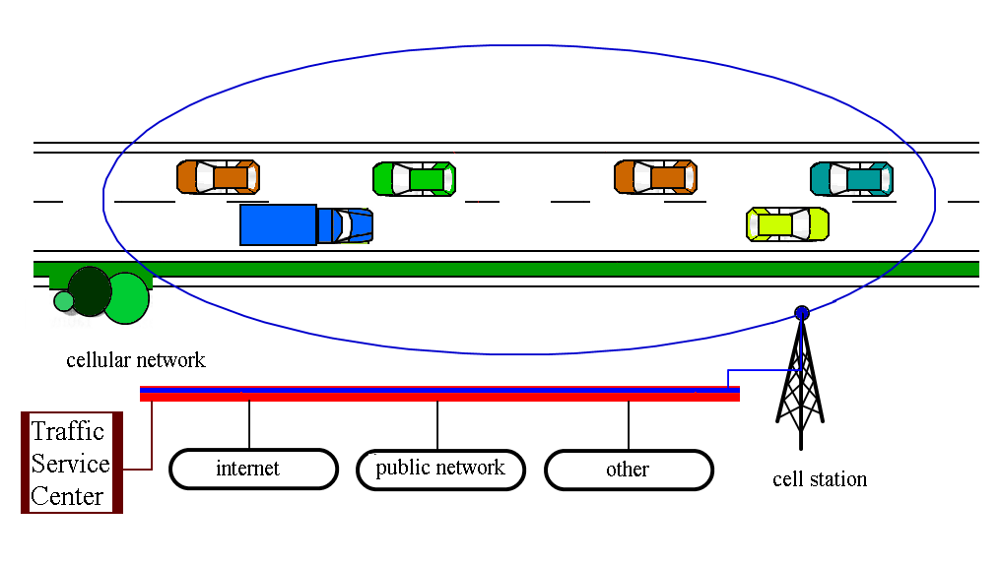 cellular network
Traffic
Service
Center
internet
public network
other
cell station